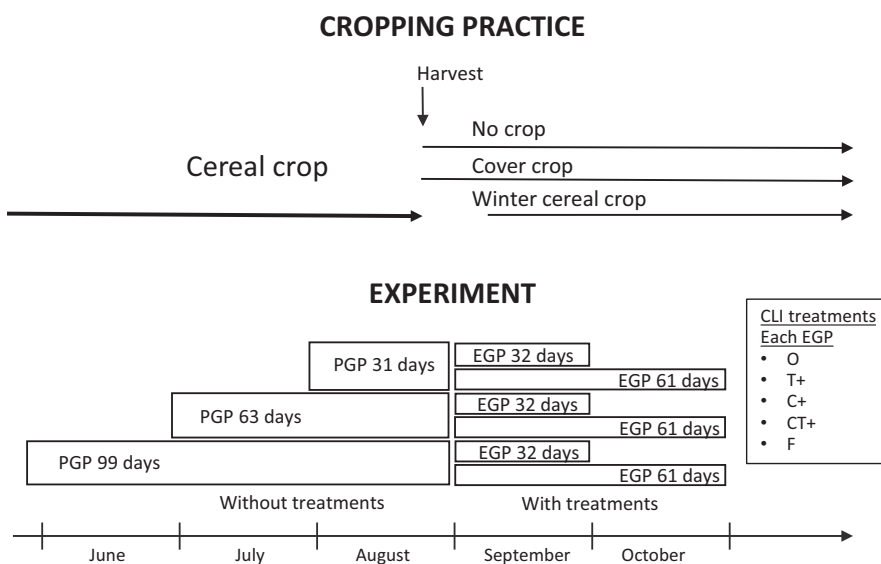 CROPPING PRACTICE
Harvest
No crop
Cereal crop
Cover crop
Winter cereal crop
EXPERIMENT
CLI treatments
Each EGP
• O
• T+
• C+
• CT+
• F
PGP 31 days
EGP 32 days
EGP 61 days
PGP 63 days
EGP 32 days
EGP 61 days
PGP 99 days
EGP 32 days
EGP 61 days
Without treatments
With treatments
June
July
August
September
October